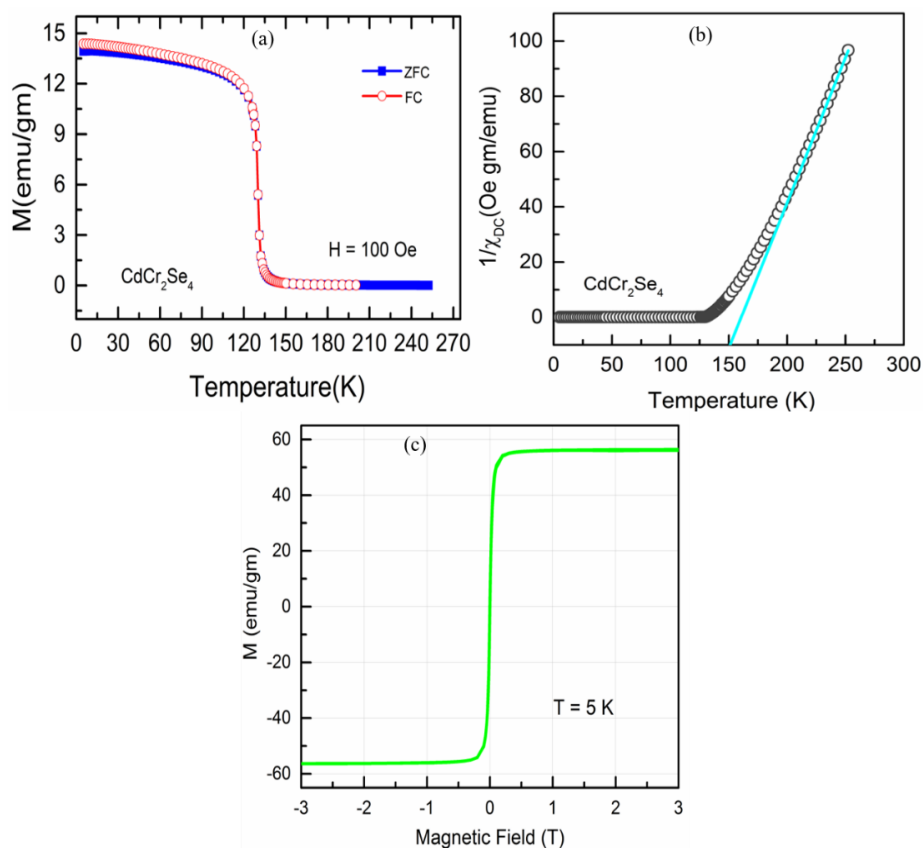 (a)
15
12
9
6
3
0
M(emu/gm)
ZFC
FC
H = 100 Oe
CdCr₂Se₄
0 30 60 90 120 150 180 210 240 270
Temperature(K)
(b)
100
80
60
40
20
0
1/χDC(Oe gm/emu)
CdCr₂Se₄
0 50 100 150 200 250 300
Temperature (K)
(c)
60
40
20
0
-20
-40
-60
M (emu/gm)
T = 5 K
-3 -2 -1 0 1 2 3
Magnetic Field (T)